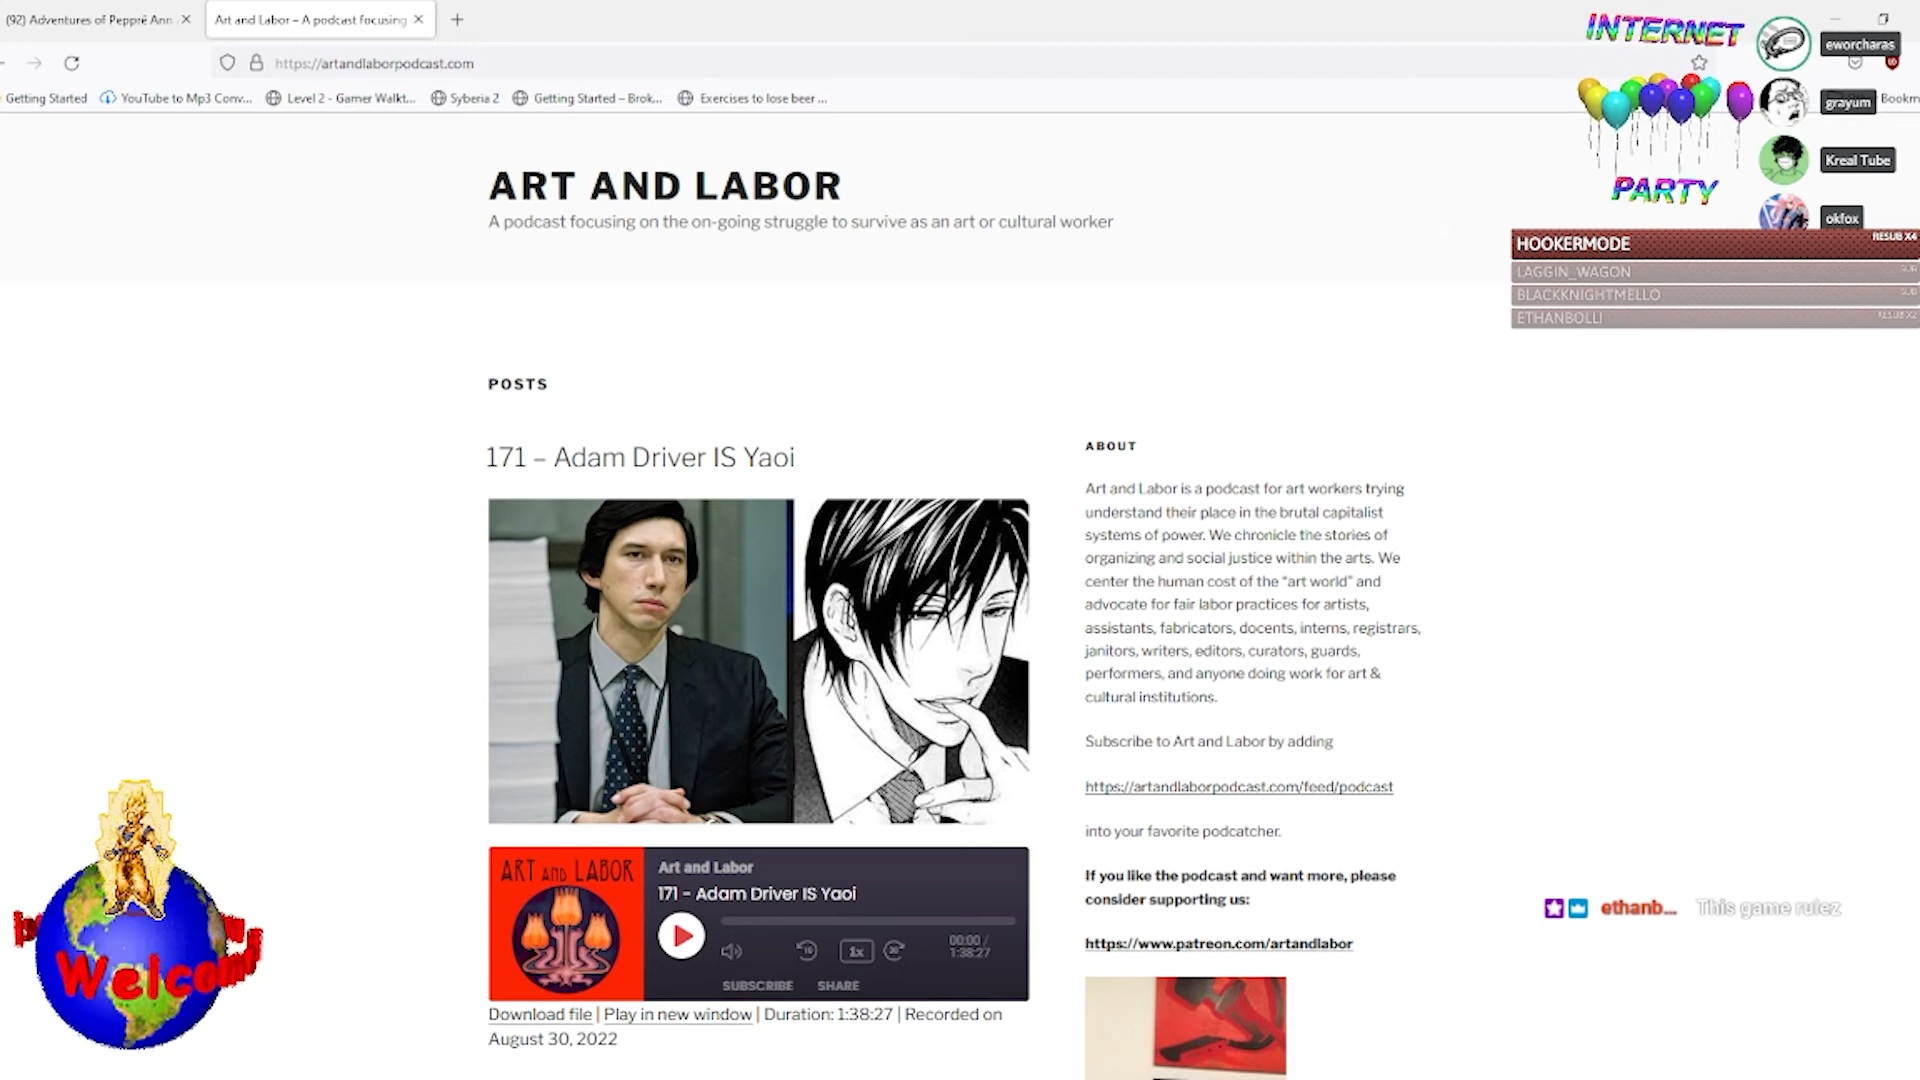 (92) Adventures of Peppré Ann
Art and Labor – A podcast focusing
https://artandlaborpodcast.com
Getting Started
YouTube to Mp3 Conv...
Level 2 - Gamer Walkt...
Syberia 2
Getting Started – Brok...
Exercises to lose beer ...
Bookm
INTERNET
PARTY
eworcharas
grayum
Kreal Tube
okfox
HOOKERMODE RESUB X4
LAGGIN_WAGON SUB
BLACKKNIGHTMELLO SUB
ETHANBOLLI RESUB X2
ART AND LABOR
A podcast focusing on the on-going struggle to survive as an art or cultural worker
POSTS
171 – Adam Driver IS Yaoi
ART AND LABOR
Art and Labor
171 - Adam Driver IS Yaoi
1x
00:00 /
1:38:27
SUBSCRIBE SHARE
Download file | Play in new window | Duration: 1:38:27 | Recorded on
August 30, 2022
ABOUT
Art and Labor is a podcast for art workers trying
understand their place in the brutal capitalist
systems of power. We chronicle the stories of
organizing and social justice within the arts. We
center the human cost of the “art world” and
advocate for fair labor practices for artists,
assistants, fabricators, docents, interns, registrars,
janitors, writers, editors, curators, guards,
performers, and anyone doing work for art &
cultural institutions.
Subscribe to Art and Labor by adding
https://artandlaborpodcast.com/feed/podcast
into your favorite podcatcher.
If you like the podcast and want more, please
consider supporting us:
https://www.patreon.com/artandlabor
Welcome
ethanb... This game rulez